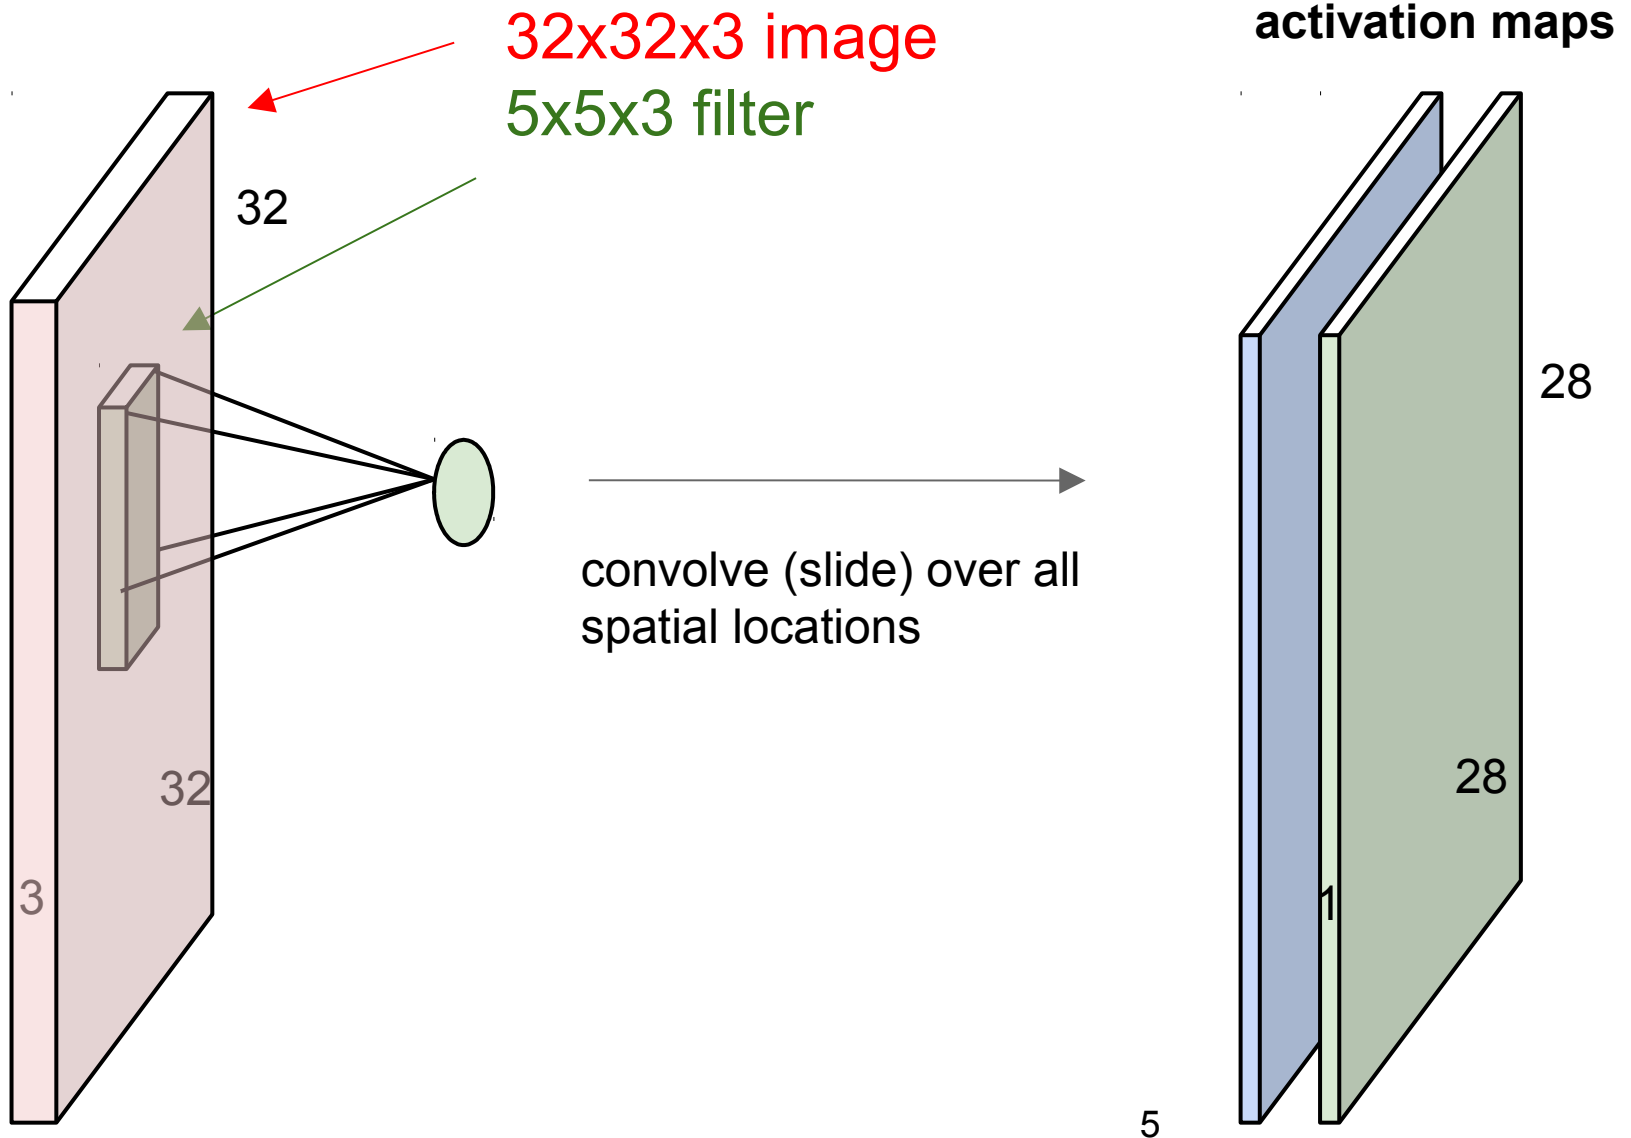 32x32x3 image
5x5x3 filter
activation maps
32
32
3
convolve (slide) over all
spatial locations
28
28
1
5